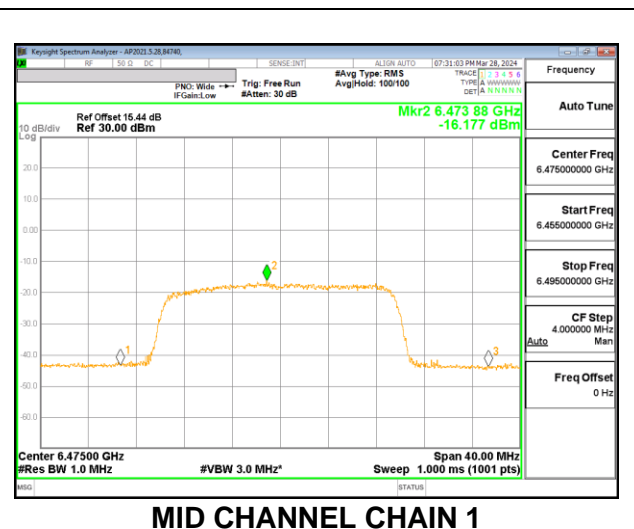 Keysight Spectrum Analyzer - AP2021.5.28,84740,
RF 50 Ω DC SENSE:INT ALIGN AUTO 07:31:03 PM Mar 28, 2024
PNO: Wide Trig: Free Run #Avg Type: RMS TRACE 1 2 3 4 5 6
IFGain:Low #Atten: 30 dB Avg|Hold: 100/100 TYPE A WWWWW
DET A N N N N N
Ref Offset 15.44 dB Mkr2 6.473 88 GHz
10 dB/div Ref 30.00 dBm -16.177 dBm
Log
20.0
10.0
0.00
-10.0
-20.0
-30.0
-40.0
-50.0
-60.0
1
2
3
Center 6.47500 GHz Span 40.00 MHz
#Res BW 1.0 MHz #VBW 3.0 MHz* Sweep 1.000 ms (1001 pts)
MSG STATUS
Frequency
Auto Tune
Center Freq
6.475000000 GHz
Start Freq
6.455000000 GHz
Stop Freq
6.495000000 GHz
CF Step
4.000000 MHz
Auto Man
Freq Offset
0 Hz
MID CHANNEL CHAIN 1